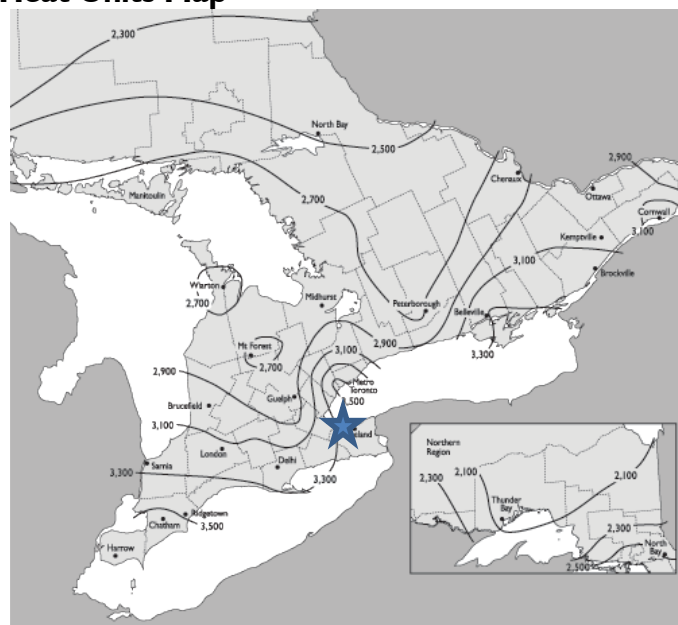 Heat Units Map
2,300
North Bay
2,500
2,900
Chenaux
Manitoulin
2,700
Ottawa
Cornwall
3,100
Kemptville
3,100
Wiarton
Midhurst
Brockville
2,700
Peterborough
Belleville
Mt Forest
2,900
3,100
3,300
2,700
2,900
Metro
Toronto
Guelph
Brucefield
3,100
London
Delhi
Sarnia
3,300
3,300
Ridgetown
Chatham
3,500
Harrow
Northern
Region
2,300
2,100
2,100
Thunder
Bay
2,300
North
Bay
2,500